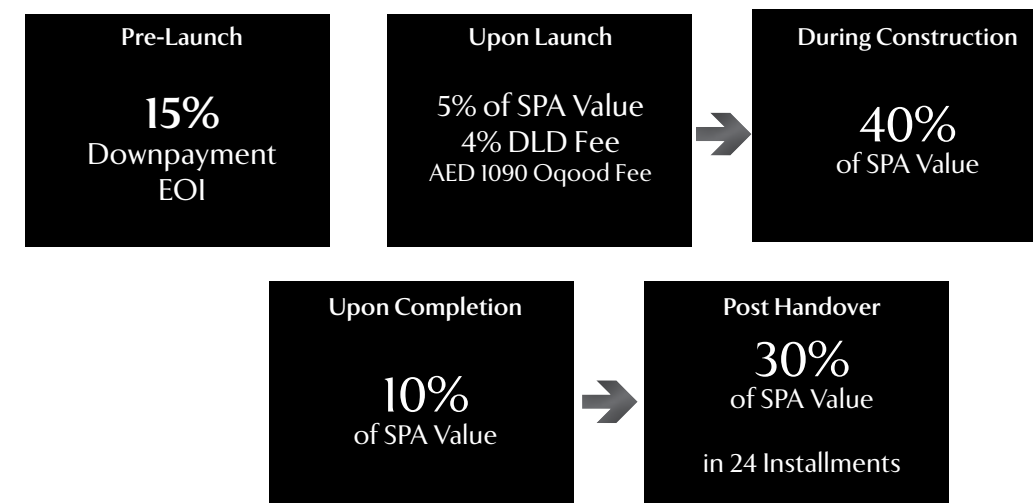 Pre-Launch
15%
Downpayment
EOI
Upon Launch
5% of SPA Value
4% DLD Fee
AED 1090 Oqood Fee
During Construction
40%
of SPA Value
Upon Completion
10%
of SPA Value
Post Handover
30%
of SPA Value
in 24 Installments